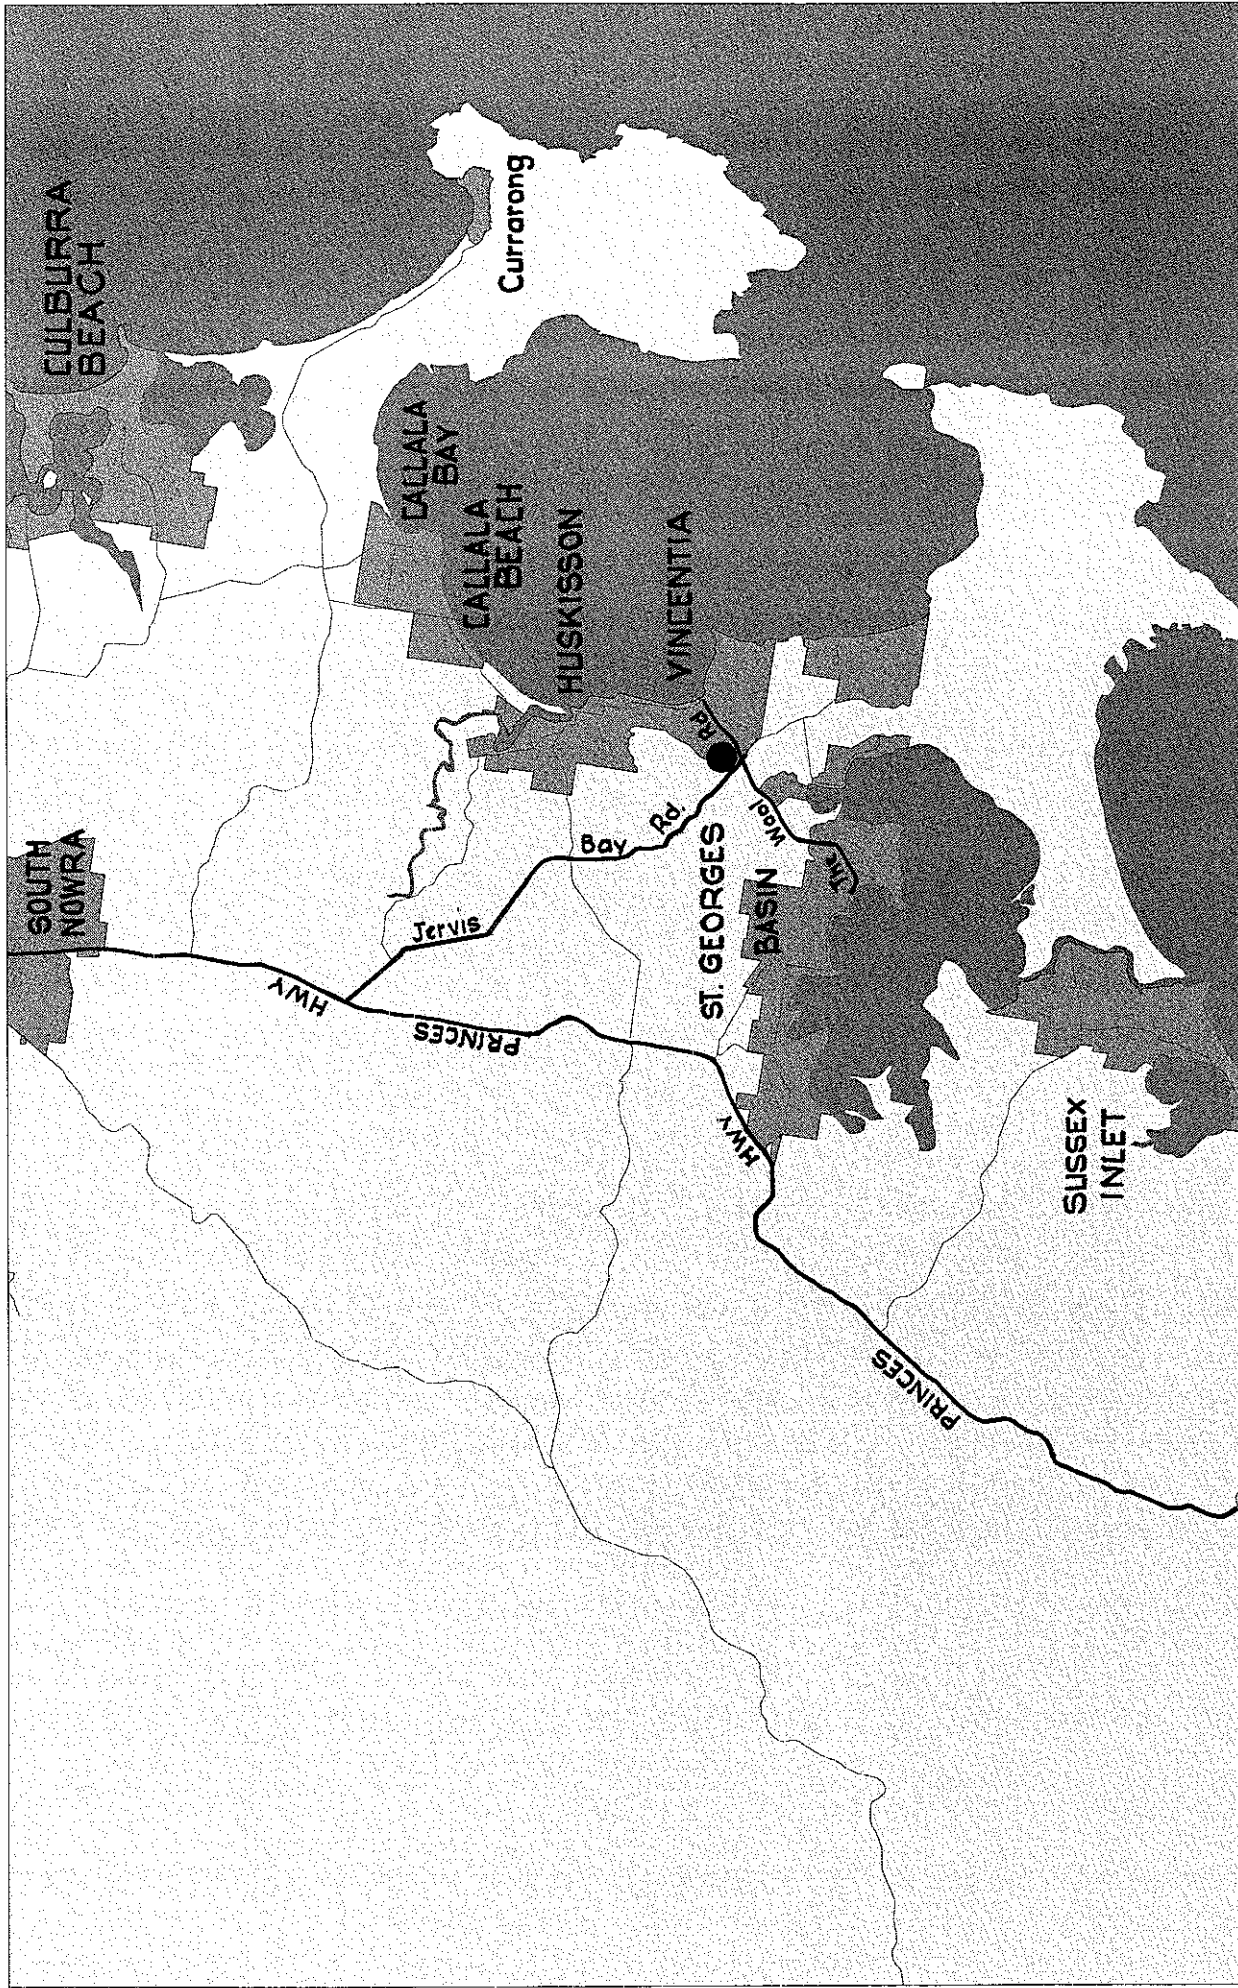 CULBURRA
BEACH
Currarong
CALLALA
BAY
CALLALA
BEACH
HUSKISSON
VINCENTIA
SOUTH
NOWRA
HWY
PRINCES
Jervis
Bay
Rd.
The
Wool
Rd
ST. GEORGES
BASIN
HWY
PRINCES
SUSSEX
INLET